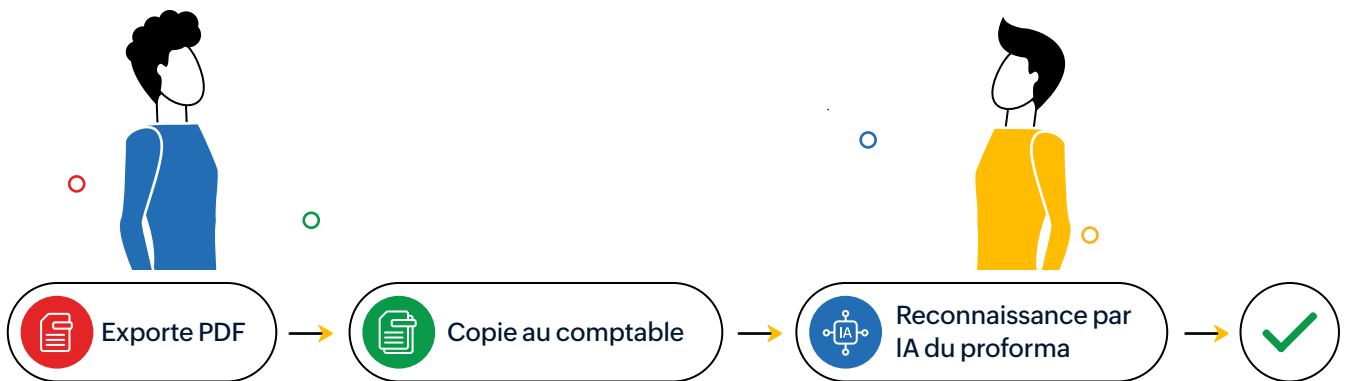 Exporte PDF
Copie au comptable
IA
Reconnaissance par
IA du proforma